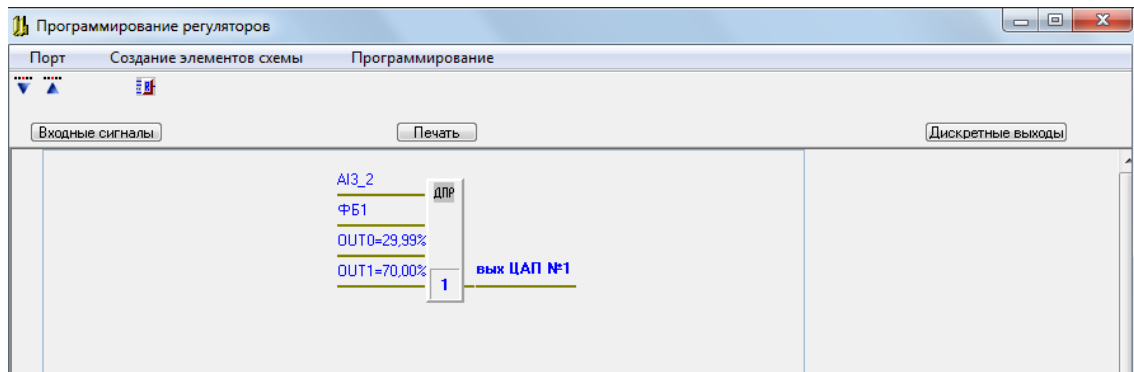 Программирование регуляторов
Порт Создание элементов схемы Программирование
Входные сигналы Печать Дискретные выходы
AI3_2
ДПР
ФБ1
OUT0=29,99%
OUT1=70,00% вых ЦАП №1
1